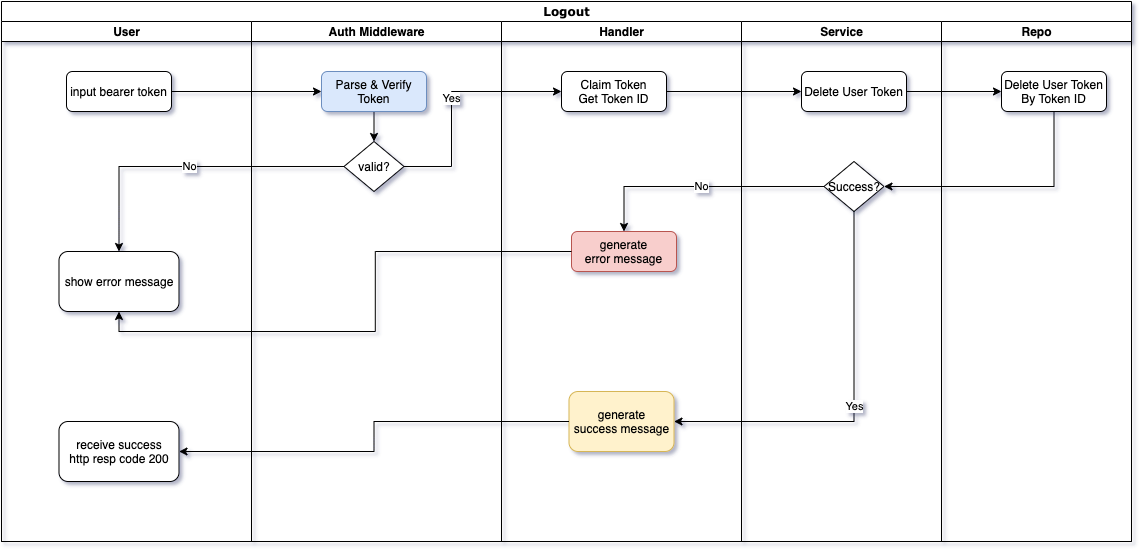 Logout
User
Auth Middleware
Handler
Service
Repo
input bearer token
Parse & Verify
Token
Yes
Claim Token
Get Token ID
Delete User Token
Delete User Token
By Token ID
valid?
No
Success?
No
generate
error message
show error message
Yes
generate
success message
receive success
http resp code 200